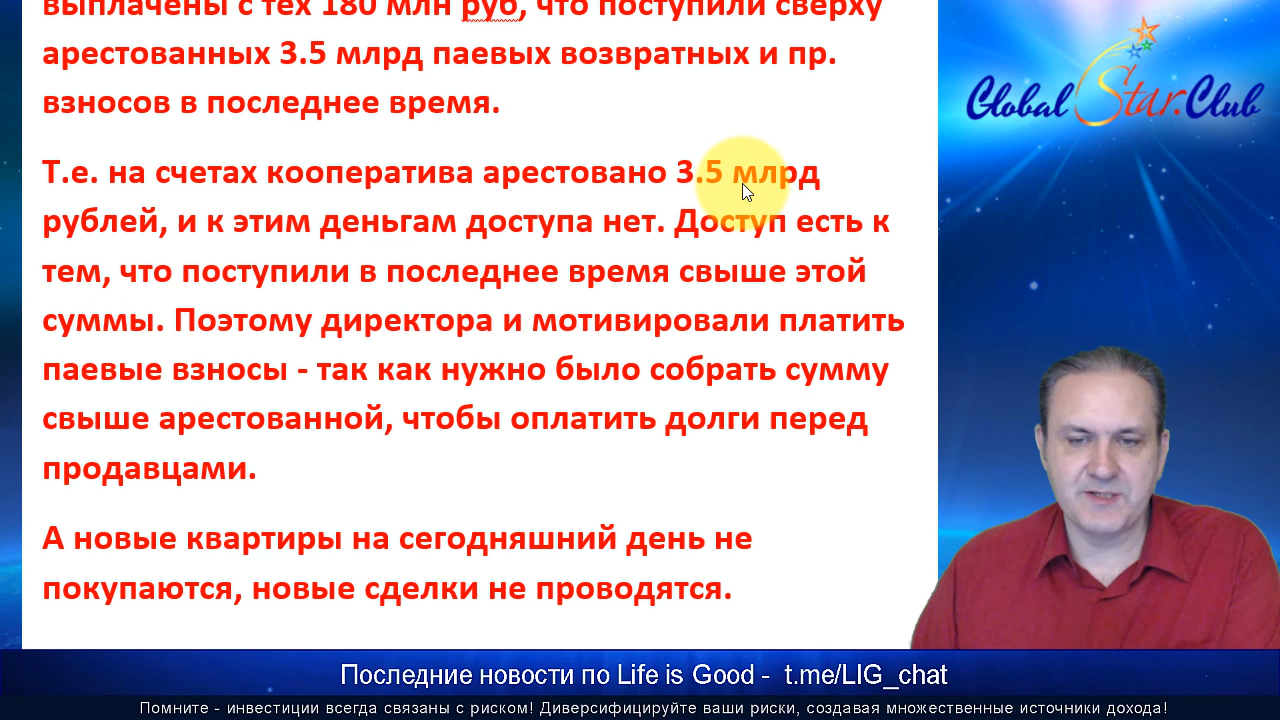 выплачены с тех 180 млн руб, что поступили сверху
арестованных 3.5 млрд паевых возвратных и пр.
взносов в последнее время.
Т.е. на счетах кооператива арестовано 3.5 млрд
рублей, и к этим деньгам доступа нет. Доступ есть к
тем, что поступили в последнее время свыше этой
суммы. Поэтому директора и мотивировали платить
паевые взносы - так как нужно было собрать сумму
свыше арестованной, чтобы оплатить долги перед
продавцами.
А новые квартиры на сегодняшний день не
покупаются, новые сделки не проводятся.
Global Star.Club
Последние новости по Life is Good - t.me/LIG_chat
Помните - инвестиции всегда связаны с риском! Диверсифицируйте ваши риски, создавая множественные источники дохода!